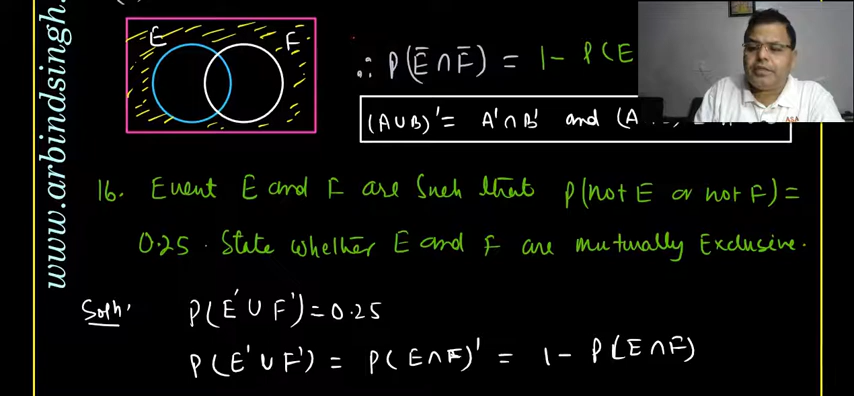 www.arbindsingh.
E
F
∴ P(Ē ∩ F̄) = 1 - P(E
(A∪B)' = A' ∩ B' and (A
16. Event E and F are such that P(not E or not F) =
0.25. State whether E and F are mutually Exclusive.
Soln.
P(E' ∪ F') = 0.25
P(E' ∪ F') = P(E ∩ F)' = 1 - P(E ∩ F)